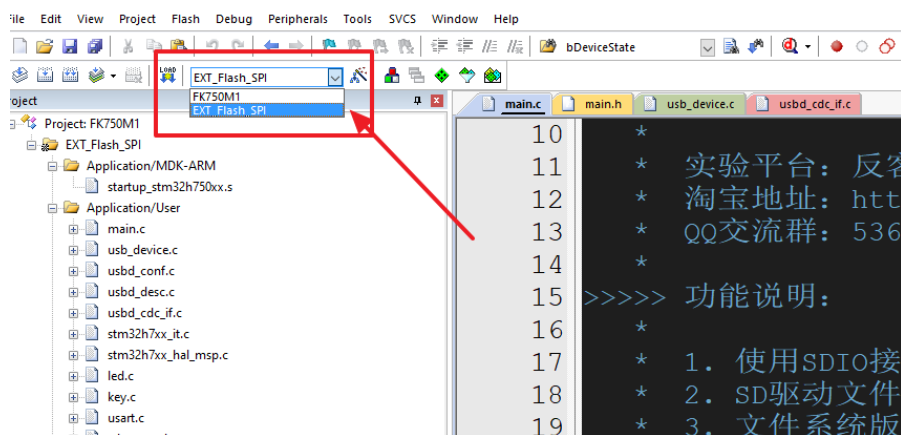 File Edit View Project Flash Debug Peripherals Tools SVCS Window Help
bDeviceState
LOAD EXT_Flash_SPI
FK750M1
EXT_Flash_SPI
Project
Project: FK750M1
EXT_Flash_SPI
Application/MDK-ARM
startup_stm32h750xx.s
Application/User
main.c
usb_device.c
usbd_conf.c
usbd_desc.c
usbd_cdc_if.c
stm32h7xx_it.c
stm32h7xx_hal_msp.c
led.c
key.c
usart.c
main.c main.h usb_device.c usbd_cdc_if.c
10 *
11 * 实验平台: 反客
12 * 淘宝地址: htt
13 * QQ交流群: 536
14 *
15 >>>>> 功能说明:
16 *
17 * 1. 使用SDIO接
18 * 2. SD驱动文件
19 * 3. 文件系统版